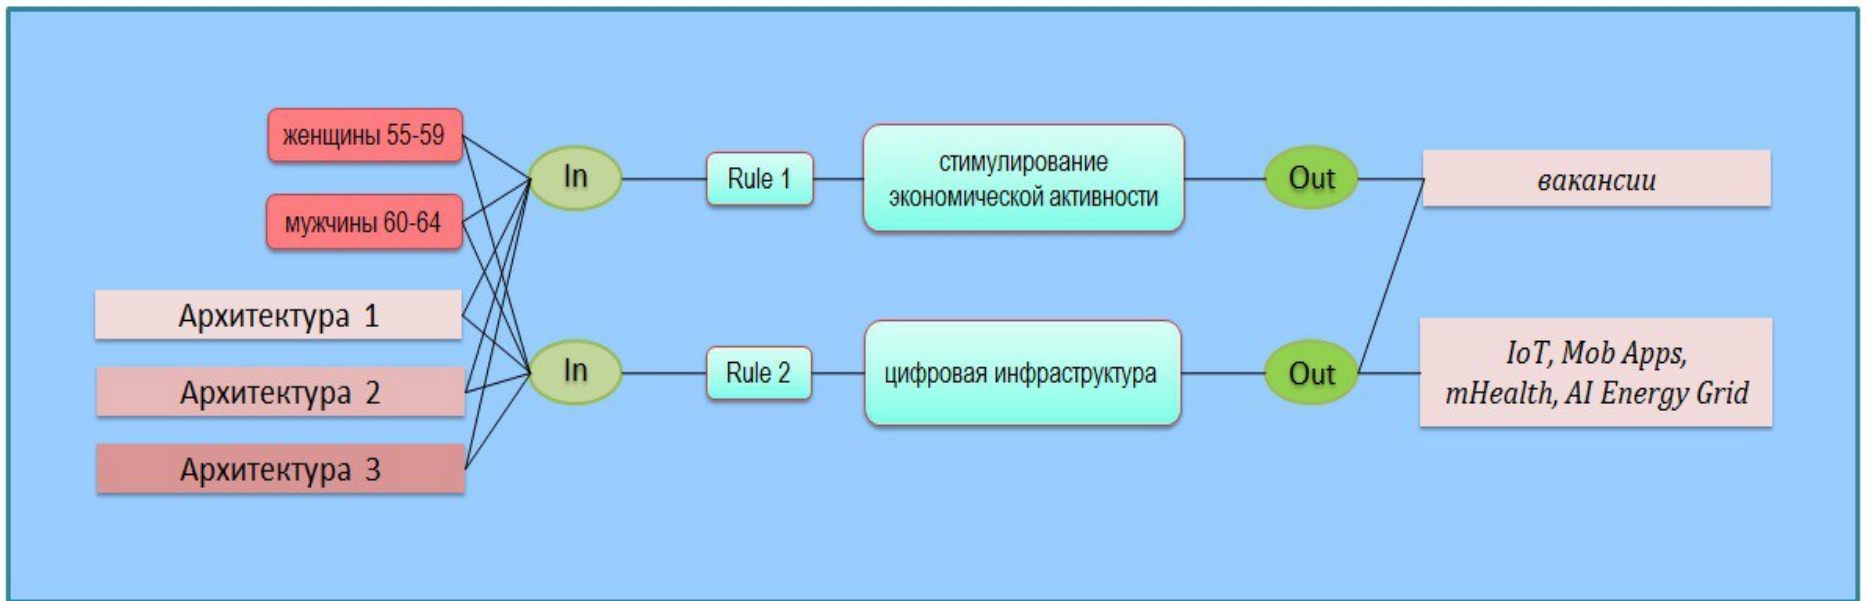 женщины 55-59
мужчины 60-64
Архитектура 1
Архитектура 2
Архитектура 3
In
Rule 1
стимулирование
экономической активности
Out
вакансии
In
Rule 2
цифровая инфраструктура
Out
IoT, Mob Apps,
mHealth, AI Energy Grid